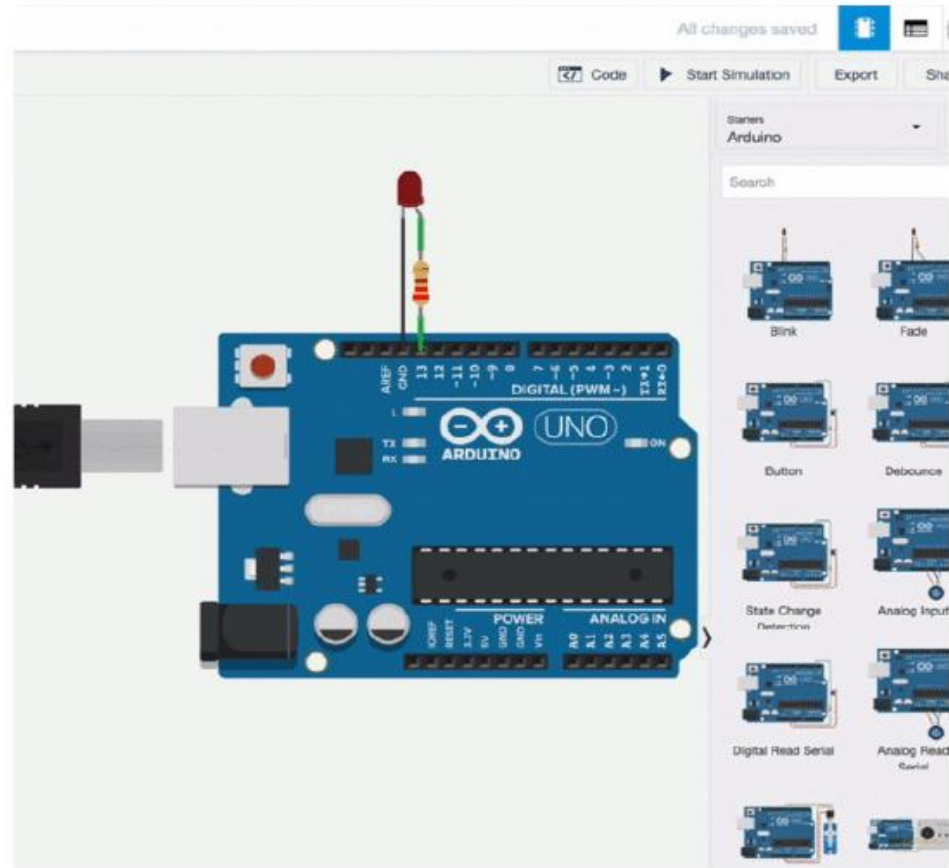 All changes saved
Code
Start Simulation
Export
Sha
Starters
Arduino
Search
Blink
Fade
Button
Debounce
State Change
Detection
Analog Input
Digital Read Serial
Analog Read
Serial
AREF
GND
13
12
~11
~10
~9
8
7
~6
~5
4
~3
2
TX→1
RX←0
DIGITAL (PWM~)
L
TX
RX
ARDUINO
UNO
ON
POWER
ANALOG IN
IOREF
RESET
3.3V
5V
GND
GND
Vin
A0
A1
A2
A3
A4
A5